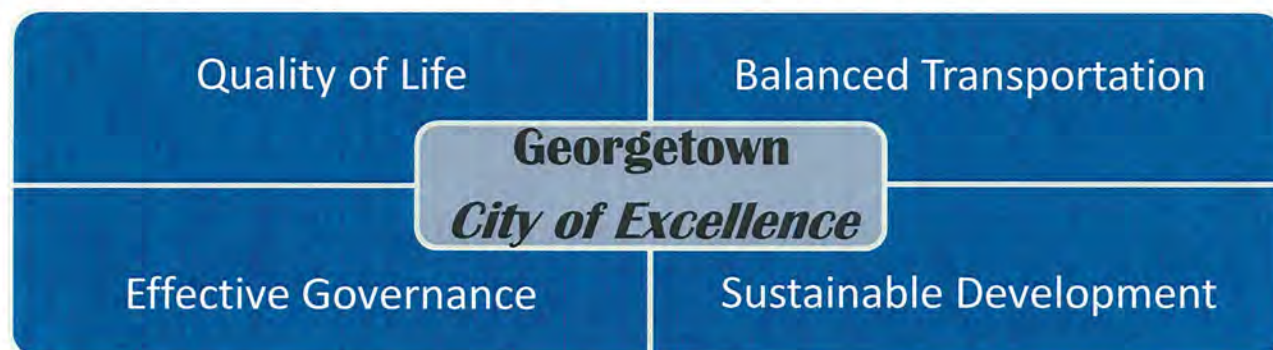 Quality of Life
Balanced Transportation
Georgetown
City of Excellence
Effective Governance
Sustainable Development